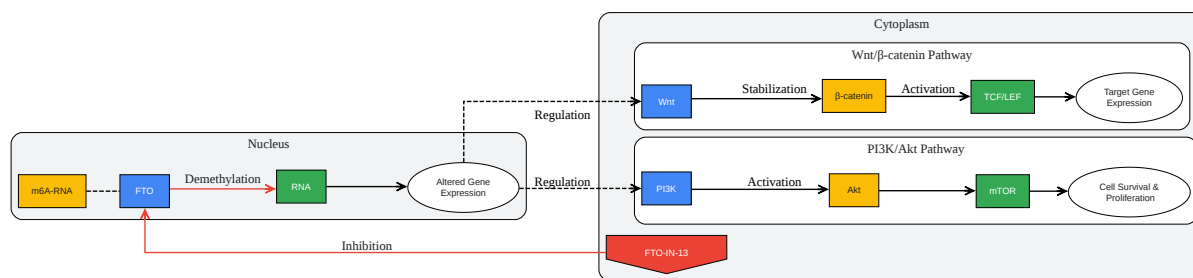 Cytoplasm
Wnt/β-catenin Pathway
Wnt
Stabilization
β-catenin
Activation
TCF/LEF
Target Gene
Expression
Regulation
Nucleus
m6A-RNA
FTO
Demethylation
RNA
Altered Gene
Expression
Regulation
PI3K/Akt Pathway
PI3K
Activation
Akt
mTOR
Cell Survival &
Proliferation
Inhibition
FTO-IN-13